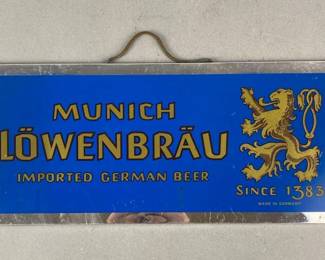 MUNICH
LÖWENBRÄU
IMPORTED GERMAN BEER
SINCE 1383
MADE IN GERMANY